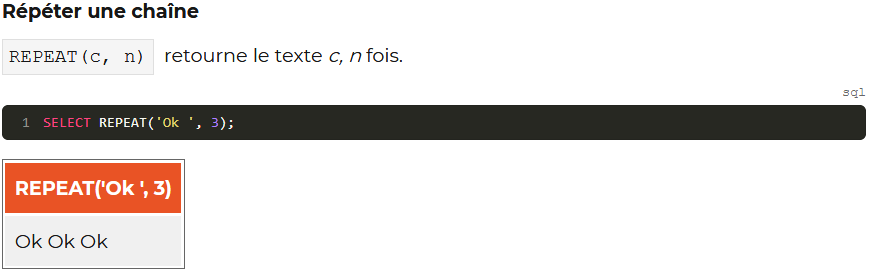 Répéter une chaîne
REPEAT(c, n) retourne le texte c, n fois.
sql
1 SELECT REPEAT('Ok ', 3);
REPEAT('Ok ', 3)
Ok Ok Ok